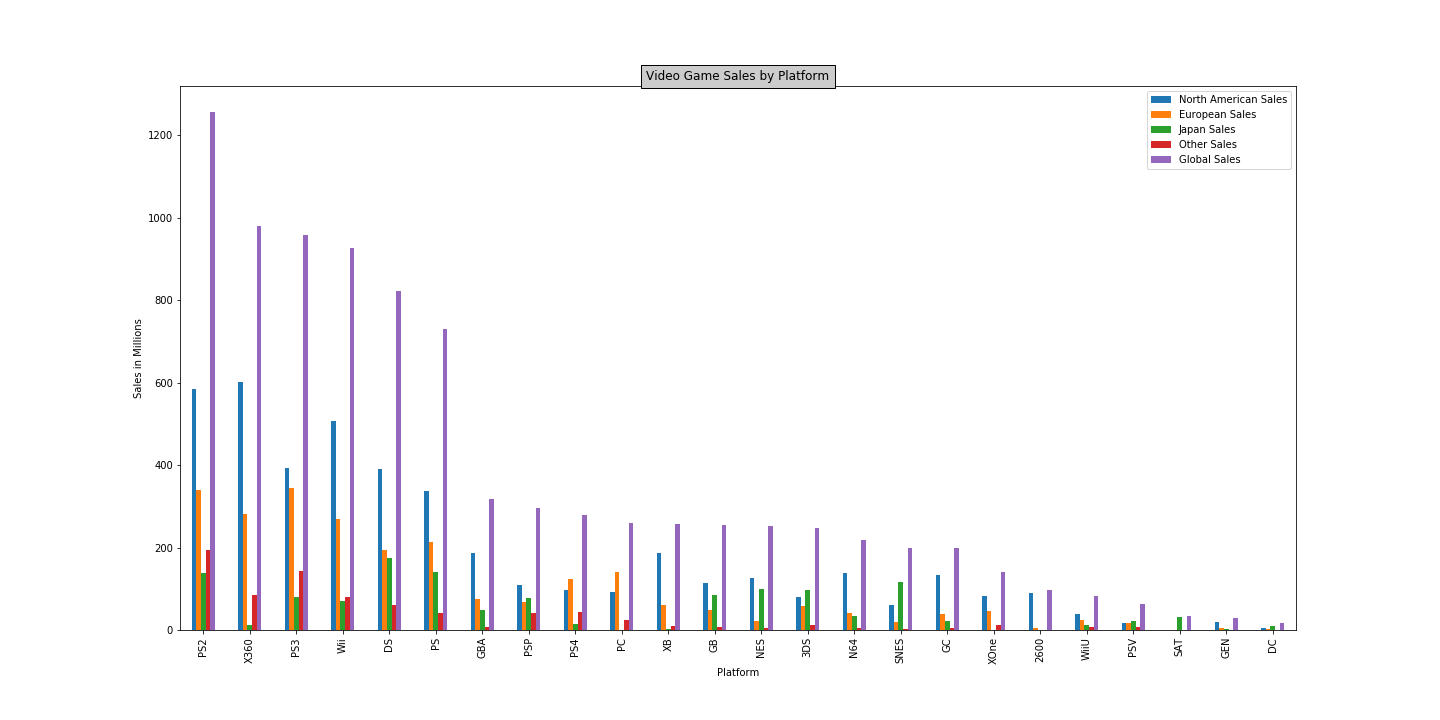 Video Game Sales by Platform
North American Sales
European Sales
Japan Sales
Other Sales
Global Sales
1200
1000
800
600
400
200
0
Sales in Millions
PS2
X360
PS3
Wii
DS
PS
GBA
PSP
PS4
PC
XB
GB
NES
3DS
N64
SNES
GC
XOne
2600
WiiU
PSV
SAT
GEN
DC
Platform